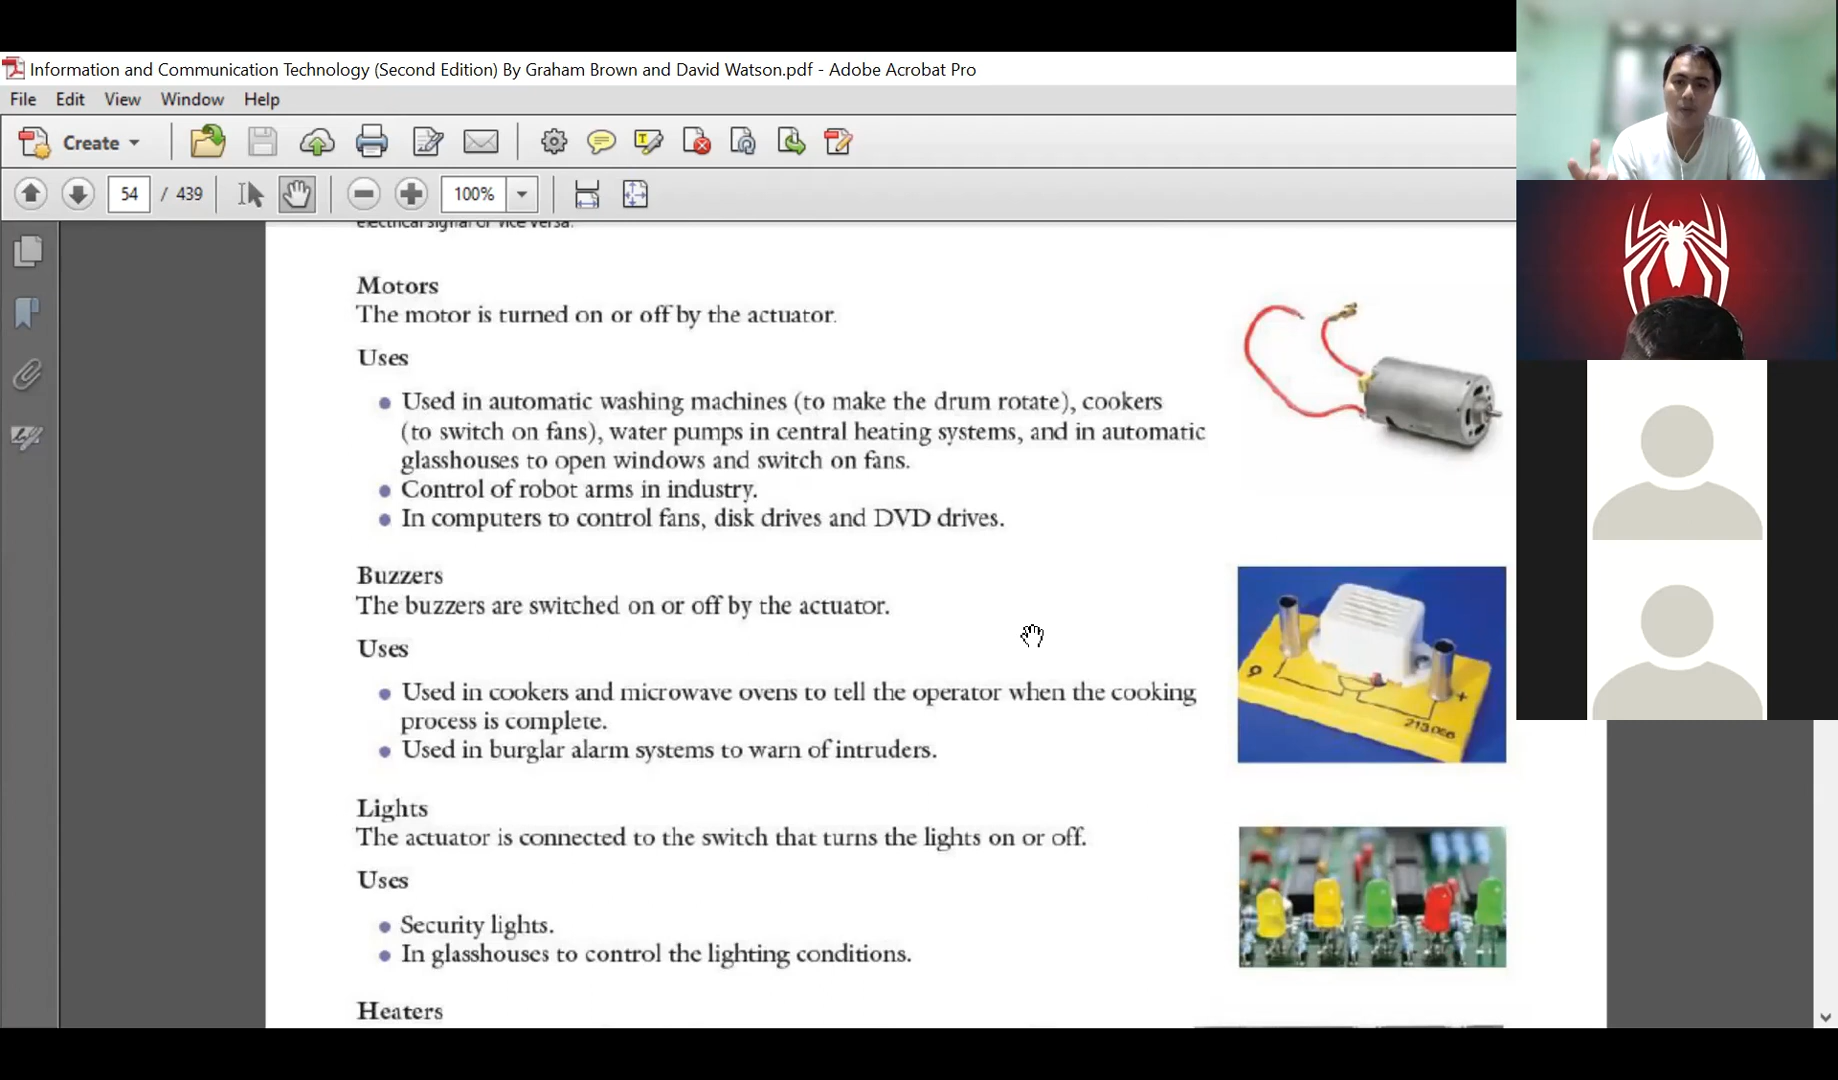 Information and Communication Technology (Second Edition) By Graham Brown and David Watson.pdf - Adobe Acrobat Pro
File Edit View Window Help
Create
54 / 439 100%
electrical signal or vice versa.
Motors
The motor is turned on or off by the actuator.
Uses
● Used in automatic washing machines (to make the drum rotate), cookers
(to switch on fans), water pumps in central heating systems, and in automatic
glasshouses to open windows and switch on fans.
● Control of robot arms in industry.
● In computers to control fans, disk drives and DVD drives.
Buzzers
The buzzers are switched on or off by the actuator.
Uses
● Used in cookers and microwave ovens to tell the operator when the cooking
process is complete.
● Used in burglar alarm systems to warn of intruders.
Lights
The actuator is connected to the switch that turns the lights on or off.
Uses
● Security lights.
● In glasshouses to control the lighting conditions.
Heaters